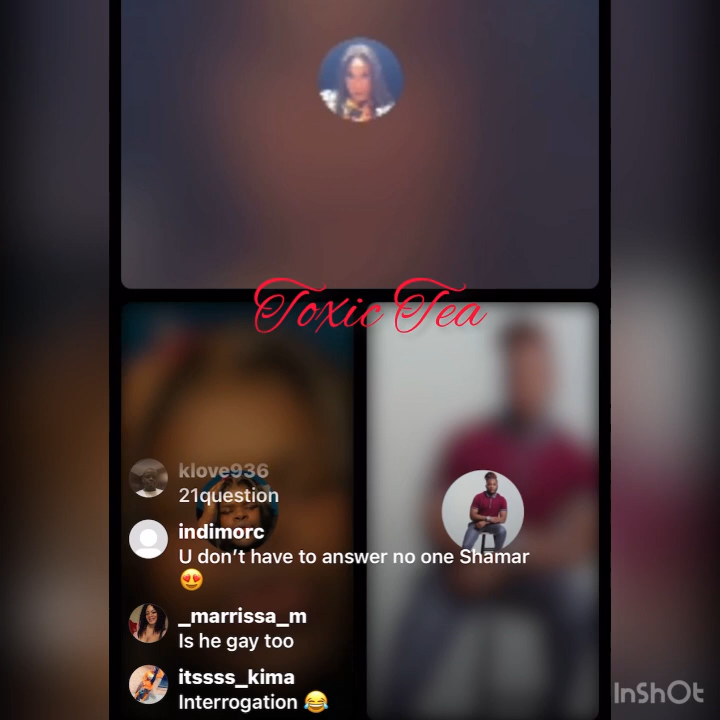 Toxic Tea
klove936
21question
indimorc
U don’t have to answer no one Shamar
😍
_marrissa_m
Is he gay too
itssss_kima
Interrogation 😂
InShOt